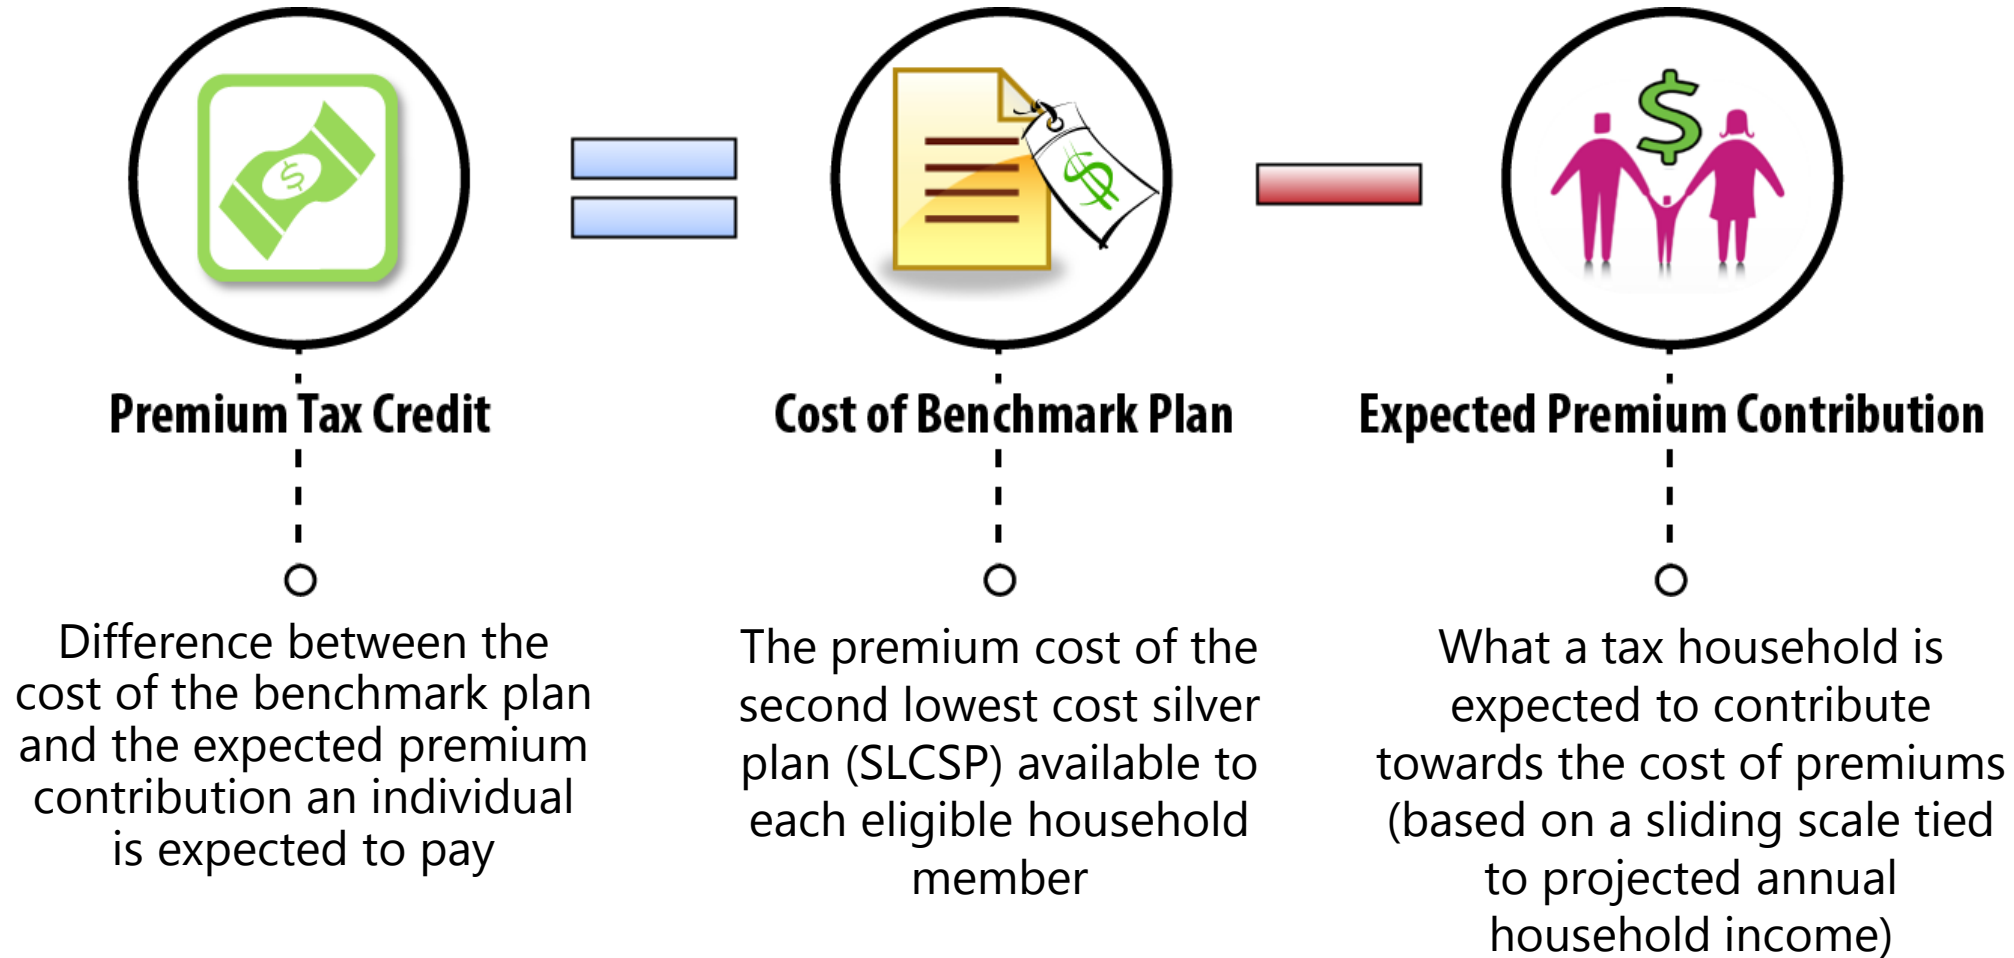 Premium Tax Credit
Difference between the
cost of the benchmark plan
and the expected premium
contribution an individual
is expected to pay
$
Cost of Benchmark Plan
The premium cost of the
second lowest cost silver
plan (SLCSP) available to
each eligible household
member
$
Expected Premium Contribution
What a tax household is
expected to contribute
towards the cost of premiums
(based on a sliding scale tied
to projected annual
household income)
$